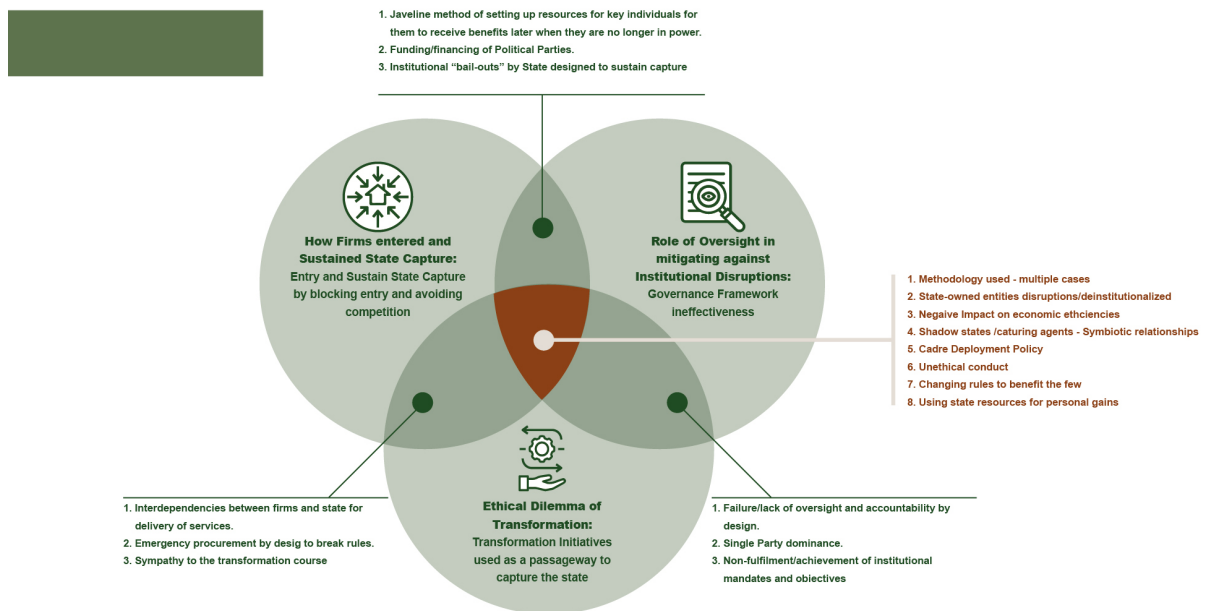 1. Javeline method of setting up resources for key individuals for
them to receive benefits later when they are no longer in power.
2. Funding/financing of Political Parties.
3. Institutional “bail-outs” by State designed to sustain capture
How Firms entered and
Sustained State Capture:
Entry and Sustain State Capture
by blocking entry and avoiding
competition
Role of Oversight in
mitigating against
Institutional Disruptions:
Governance Framework
ineffectiveness
1. Methodology used - multiple cases
2. State-owned entities disruptions/deinstitutionalized
3. Negaive Impact on economic ethciencies
4. Shadow states /caturing agents - Symbiotic relationships
5. Cadre Deployment Policy
6. Unethical conduct
7. Changing rules to benefit the few
8. Using state resources for personal gains
Ethical Dilemma of
Transformation:
Transformation Initiatives
used as a passageway to
capture the state
1. Interdependencies between firms and state for
delivery of services.
2. Emergency procurement by desig to break rules.
3. Sympathy to the transformation course
1. Failure/lack of oversight and accountability by
design.
2. Single Party dominance.
3. Non-fulfilment/achievement of institutional
mandates and obiectives